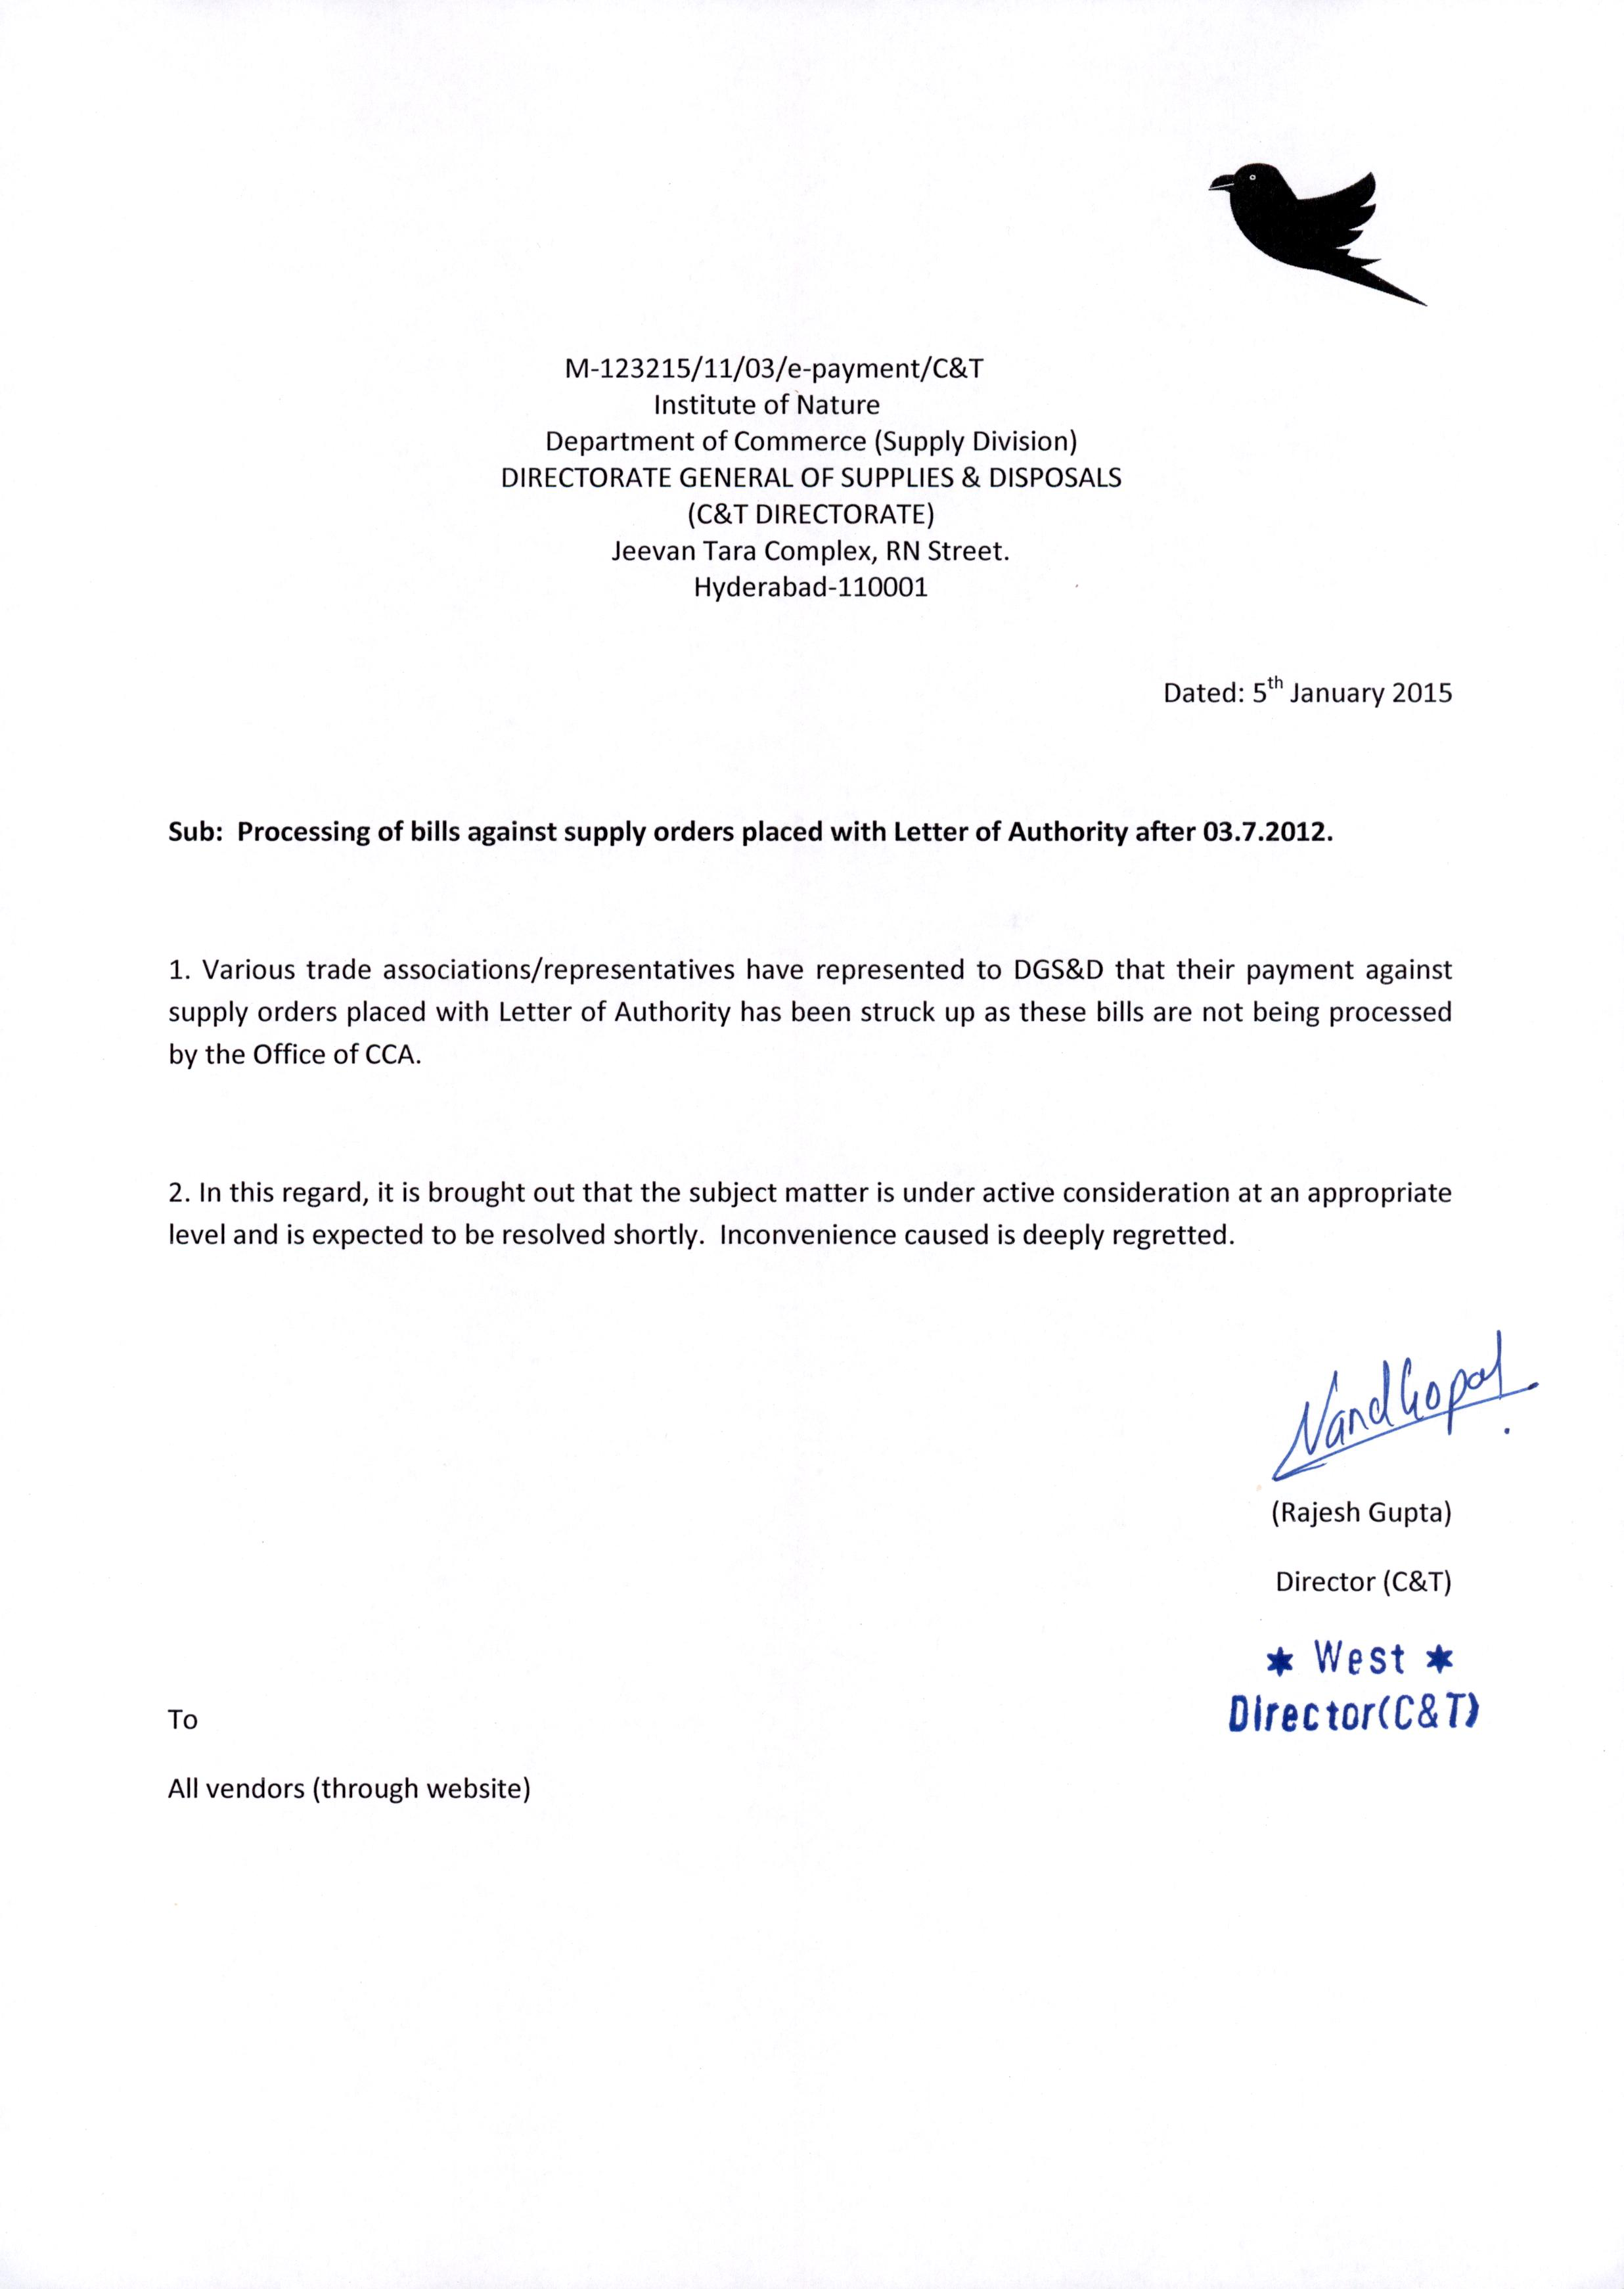 M-123215/11/03/e-payment/C&T
Institute of Nature
Department of Commerce (Supply Division)
DIRECTORATE GENERAL OF SUPPLIES & DISPOSALS
(C&T DIRECTORATE)
Jeevan Tara Complex, RN Street.
Hyderabad-110001
Dated: 5th January 2015
Sub: Processing of bills against supply orders placed with Letter of Authority after 03.7.2012.
1. Various trade associations/representatives have represented to DGS&D that their payment against
supply orders placed with Letter of Authority has been struck up as these bills are not being processed
by the Office of CCA.
2. In this regard, it is brought out that the subject matter is under active consideration at an appropriate
level and is expected to be resolved shortly. Inconvenience caused is deeply regretted.
NandGopal
(Rajesh Gupta)
Director (C&T)
* West *
Director(C&T)
To
All vendors (through website)